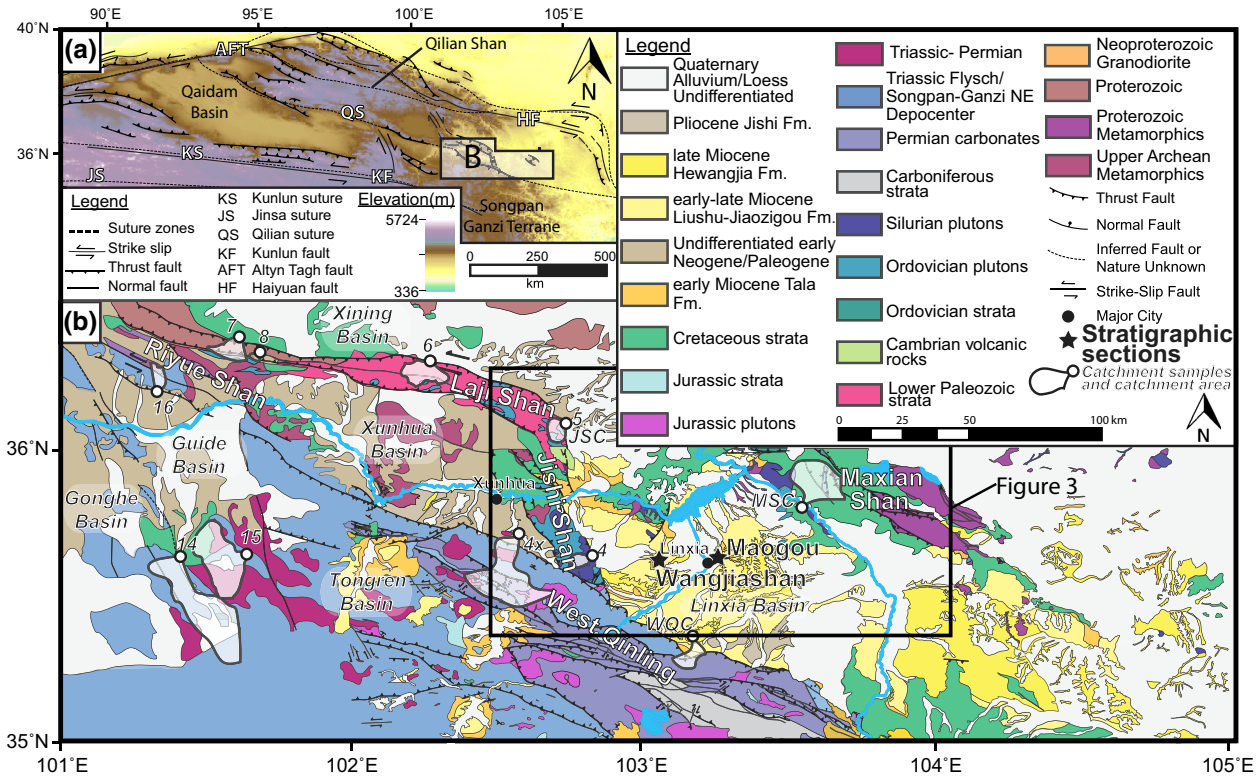 90°E
95°E
100°E
105°E
40°N
36°N
(a)
AFT
Qilian Shan
N
Qaidam
Basin
QS
HF
KS
B
JS
KF
Songpan
Ganzi Terrane
Legend
Suture zones
Strike slip
Thrust fault
Normal fault
KS Kunlun suture
JS Jinsa suture
QS Qilian suture
KF Kunlun fault
AFT Altyn Tagh fault
HF Haiyuan fault
Elevation(m)
5724
336
0 250 500
km
Legend
Quaternary
Alluvium/Loess
Undifferentiated
Pliocene Jishi Fm.
late Miocene
Hewangjia Fm.
early-late Miocene
Liushu-Jiaozigou Fm.
Undifferentiated early
Neogene/Paleogene
early Miocene Tala
Fm.
Cretaceous strata
Jurassic strata
Jurassic plutons
Triassic- Permian
Triassic Flysch/
Songpan-Ganzi NE
Depocenter
Permian carbonates
Carboniferous
strata
Silurian plutons
Ordovician plutons
Ordovician strata
Cambrian volcanic
rocks
Lower Paleozoic
strata
Neoproterozoic
Granodiorite
Proterozoic
Proterozoic
Metamorphics
Upper Archean
Metamorphics
Thrust Fault
Normal Fault
Inferred Fault or
Nature Unknown
Strike-Slip Fault
Major City
Stratigraphic
sections
Catchment samples
and catchment area
0 25 50 100 km
N
(b)
Xining
Basin
7
8
6
Riyue Shan
Laji Shan
16
5
JSC
Guide
Basin
Xunhua
Basin
36°N
Jishi Shan
Maxian
Shan
Gonghe
Basin
Xunhua
MSC
Figure 3
14
15
4x
4
Linxia
Maogou
Wangjiashan
Tongren
Basin
Linxia Basin
West Qinling
WQC
35°N
101°E
102°E
103°E
104°E
105°E